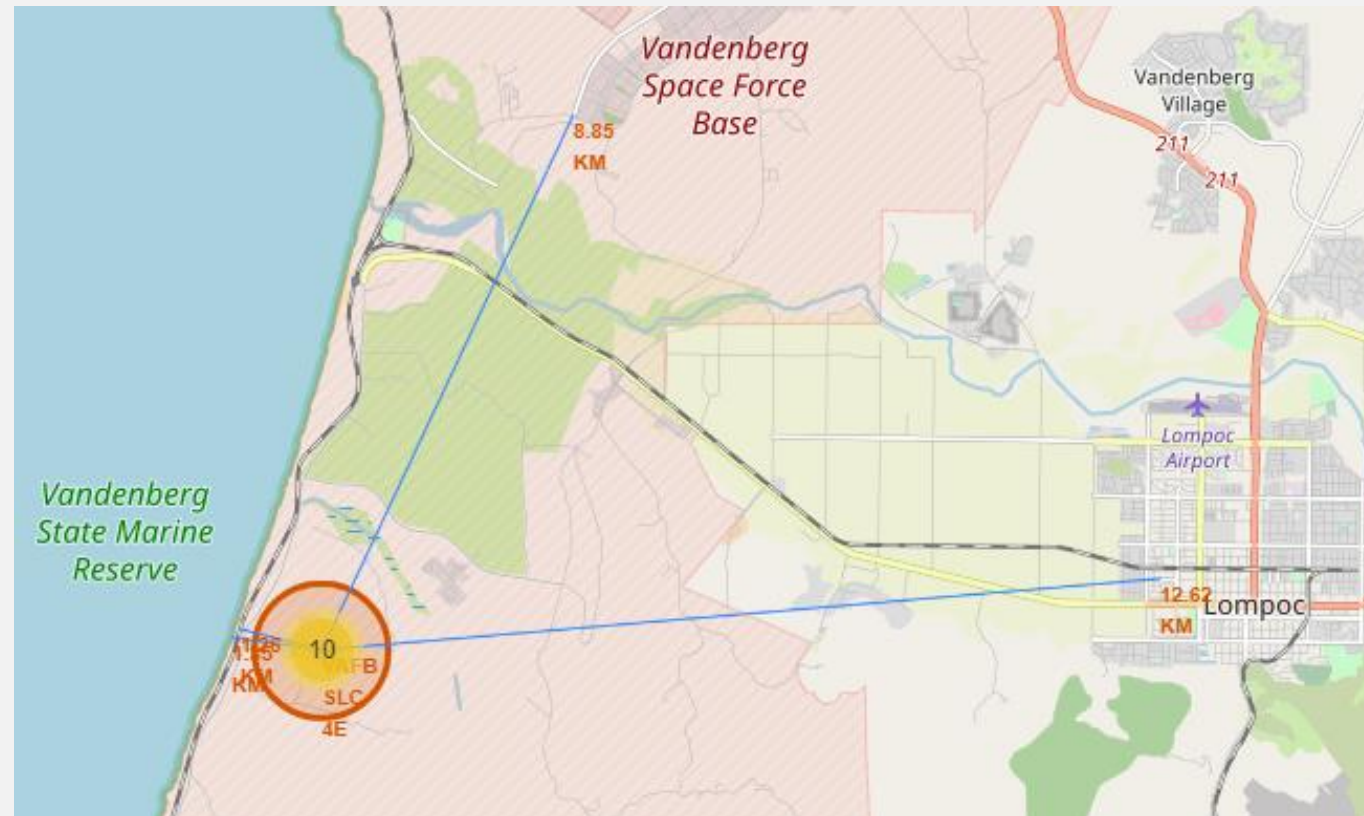 Vandenberg
Space Force
Base
Vandenberg
Village
8.85
KM
211
211
Lompoc
Airport
Vandenberg
State Marine
Reserve
12.62
KM
Lompoc
10
KM
KM
SLC
4E